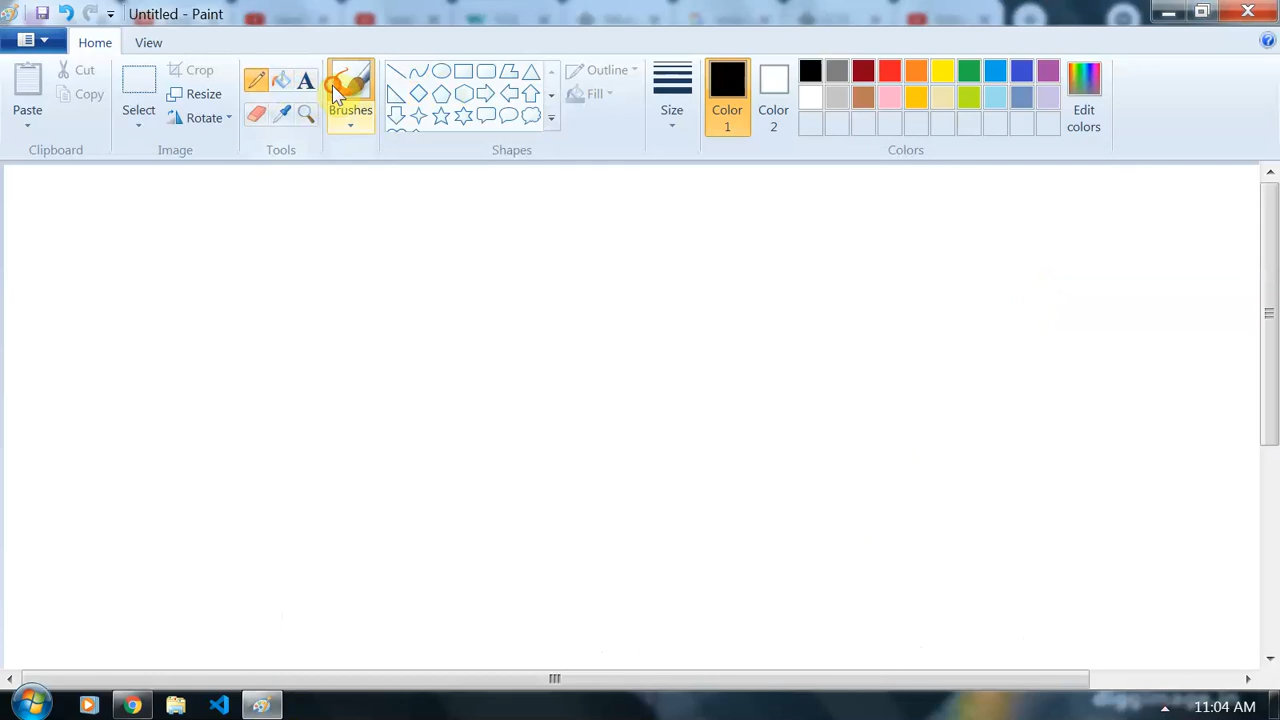 Untitled - Paint
Home View
Paste
Cut
Copy
Clipboard
Select
Crop
Resize
Rotate
Image
A
Tools
Brushes
Shapes
Outline
Fill
Size
Color 1
Color 2
Edit colors
Colors
11:04 AM